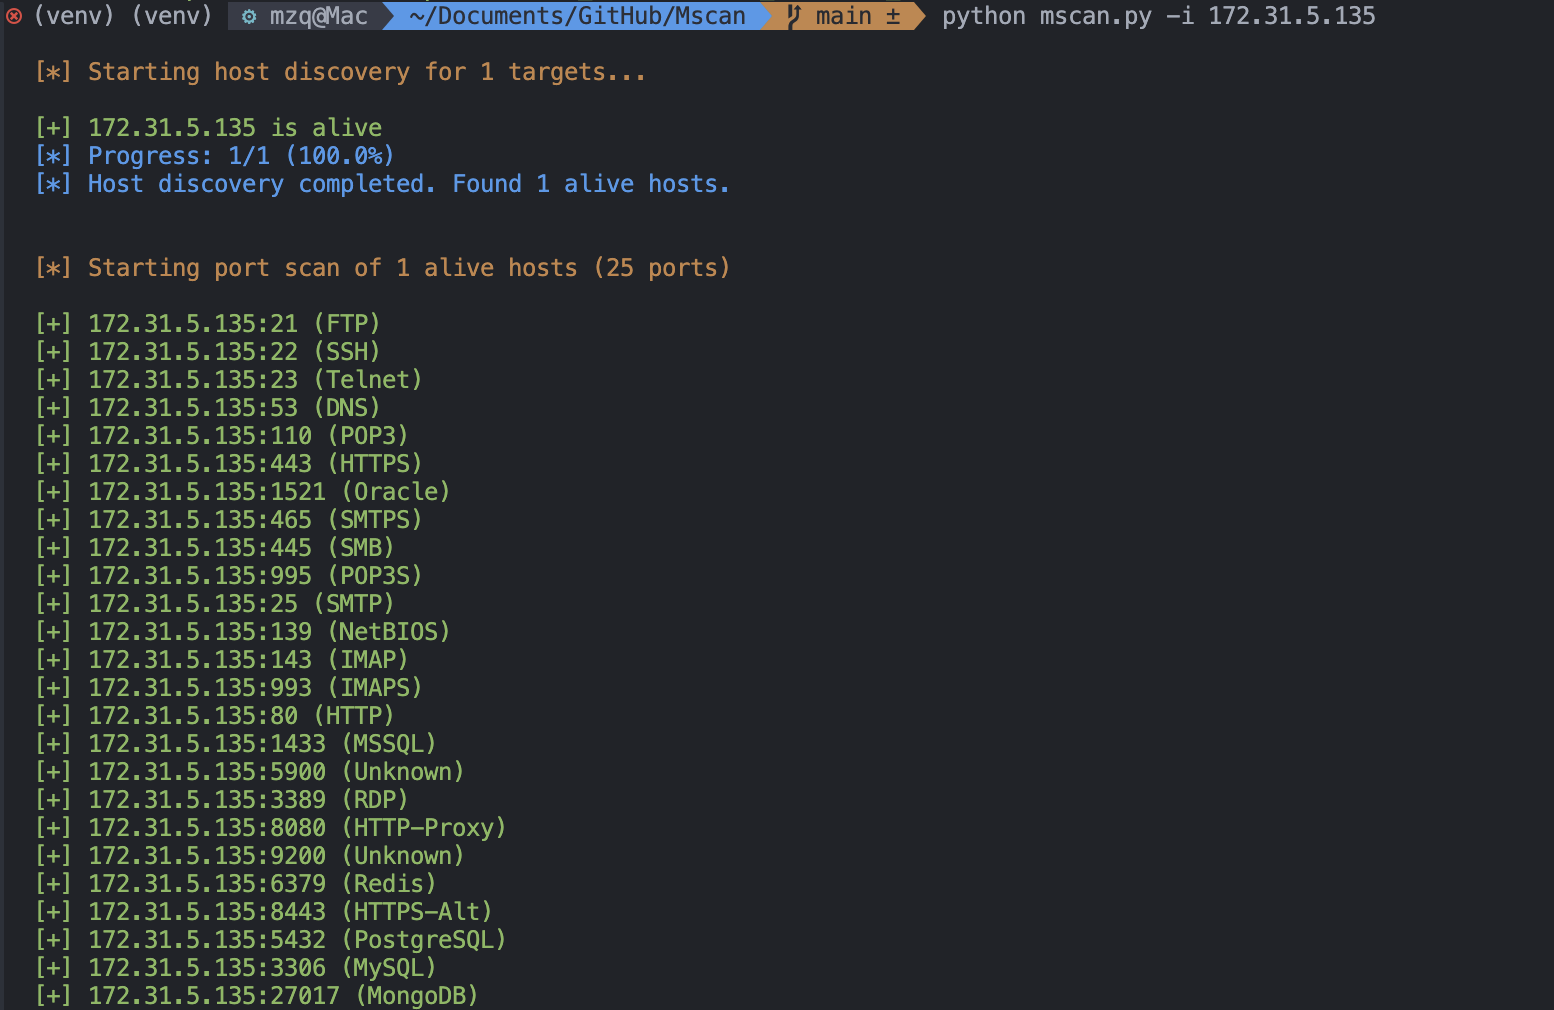 (venv) (venv) ⚙ mzq@Mac ~/Documents/GitHub/Mscan main ± python mscan.py -i 172.31.5.135
[*] Starting host discovery for 1 targets...
[+] 172.31.5.135 is alive
[*] Progress: 1/1 (100.0%)
[*] Host discovery completed. Found 1 alive hosts.
[*] Starting port scan of 1 alive hosts (25 ports)
[+] 172.31.5.135:21 (FTP)
[+] 172.31.5.135:22 (SSH)
[+] 172.31.5.135:23 (Telnet)
[+] 172.31.5.135:53 (DNS)
[+] 172.31.5.135:110 (POP3)
[+] 172.31.5.135:443 (HTTPS)
[+] 172.31.5.135:1521 (Oracle)
[+] 172.31.5.135:465 (SMTPS)
[+] 172.31.5.135:445 (SMB)
[+] 172.31.5.135:995 (POP3S)
[+] 172.31.5.135:25 (SMTP)
[+] 172.31.5.135:139 (NetBIOS)
[+] 172.31.5.135:143 (IMAP)
[+] 172.31.5.135:993 (IMAPS)
[+] 172.31.5.135:80 (HTTP)
[+] 172.31.5.135:1433 (MSSQL)
[+] 172.31.5.135:5900 (Unknown)
[+] 172.31.5.135:3389 (RDP)
[+] 172.31.5.135:8080 (HTTP-Proxy)
[+] 172.31.5.135:9200 (Unknown)
[+] 172.31.5.135:6379 (Redis)
[+] 172.31.5.135:8443 (HTTPS-Alt)
[+] 172.31.5.135:5432 (PostgreSQL)
[+] 172.31.5.135:3306 (MySQL)
[+] 172.31.5.135:27017 (MongoDB)